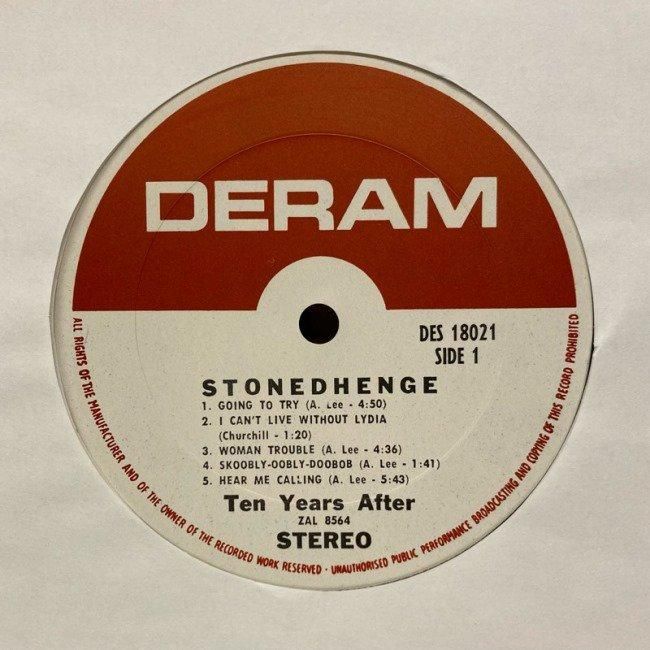 DERAM
DES 18021
SIDE 1
STONEDHENGE
1. GOING TO TRY (A. Lee - 4:50)
2. I CAN'T LIVE WITHOUT LYDIA
(Churchill - 1:20)
3. WOMAN TROUBLE (A. Lee - 4:36)
4. SKOOBLY-OOBLY-DOOBOB (A. Lee - 1:41)
5. HEAR ME CALLING (A. Lee - 5:43)
Ten Years After
ZAL 8564
STEREO
ALL RIGHTS OF THE MANUFACTURER AND OF THE OWNER OF THE RECORDED WORK RESERVED · UNAUTHORISED PUBLIC PERFORMANCE BROADCASTING AND COPYING OF THIS RECORD PROHIBITED